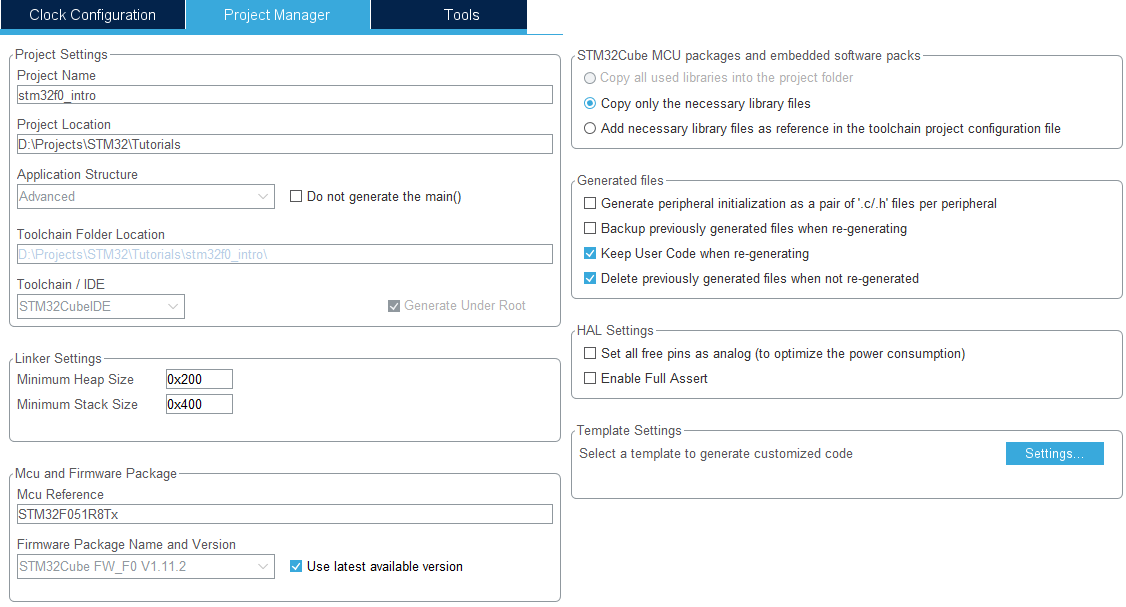 Clock Configuration
Project Manager
Tools
Project Settings
Project Name
stm32f0_intro
Project Location
D:\Projects\STM32\Tutorials
Application Structure
Advanced
Do not generate the main()
Toolchain Folder Location
D:\Projects\STM32\Tutorials\stm32f0_intro\
Toolchain / IDE
STM32CubeIDE
Generate Under Root
Linker Settings
Minimum Heap Size
0x200
Minimum Stack Size
0x400
Mcu and Firmware Package
Mcu Reference
STM32F051R8Tx
Firmware Package Name and Version
STM32Cube FW_F0 V1.11.2
Use latest available version
STM32Cube MCU packages and embedded software packs
Copy all used libraries into the project folder
Copy only the necessary library files
Add necessary library files as reference in the toolchain project configuration file
Generated files
Generate peripheral initialization as a pair of '.c/.h' files per peripheral
Backup previously generated files when re-generating
Keep User Code when re-generating
Delete previously generated files when not re-generated
HAL Settings
Set all free pins as analog (to optimize the power consumption)
Enable Full Assert
Template Settings
Select a template to generate customized code
Settings...